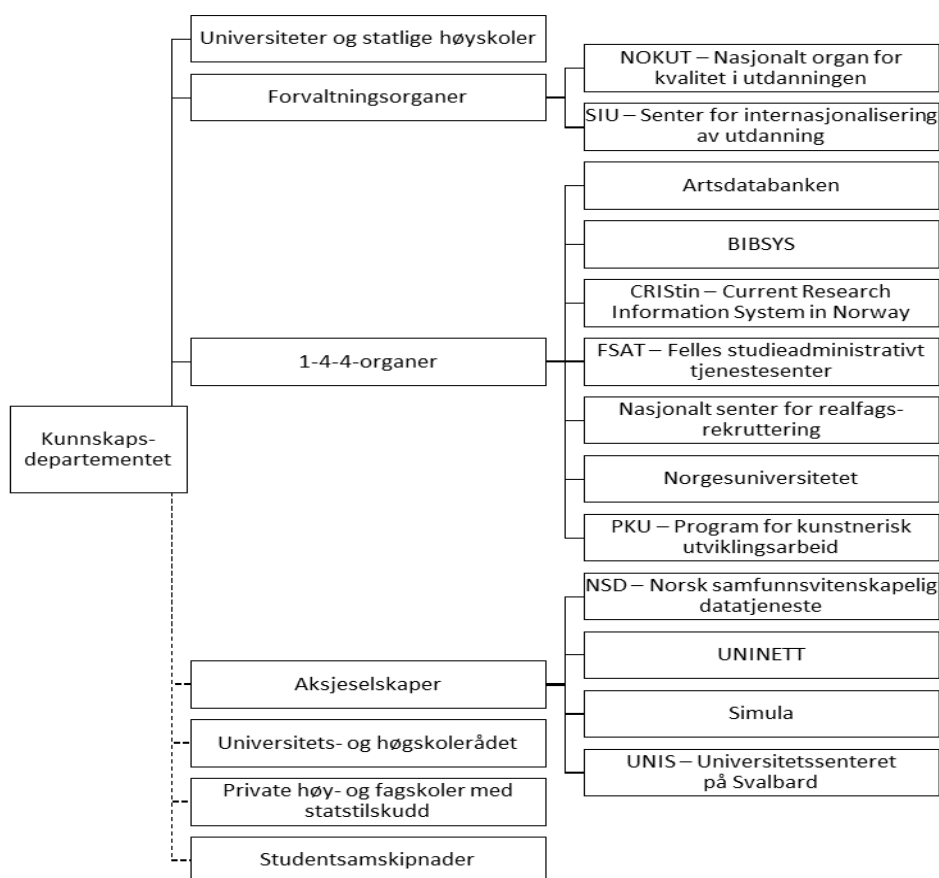 Universiteter og statlige høyskoler
Forvaltningsorganer
NOKUT – Nasjonalt organ for
kvalitet i utdanningen
SIU – Senter for internasjonalisering
av utdanning
Artsdatabanken
BIBSYS
CRIStin – Current Research
Information System in Norway
1-4-4-organer
FSAT – Felles studieadministrativt
tjenestesenter
Nasjonalt senter for realfags-
rekruttering
Kunnskaps-
departementet
Norgesuniversitetet
PKU – Program for kunstnerisk
utviklingsarbeid
NSD – Norsk samfunnsvitenskapelig
datatjeneste
UNINETT
Aksjeselskaper
Simula
Universitets- og høgskolerådet
UNIS – Universitetssenteret
på Svalbard
Private høy- og fagskoler med
statstilskudd
Studentsamskipnader